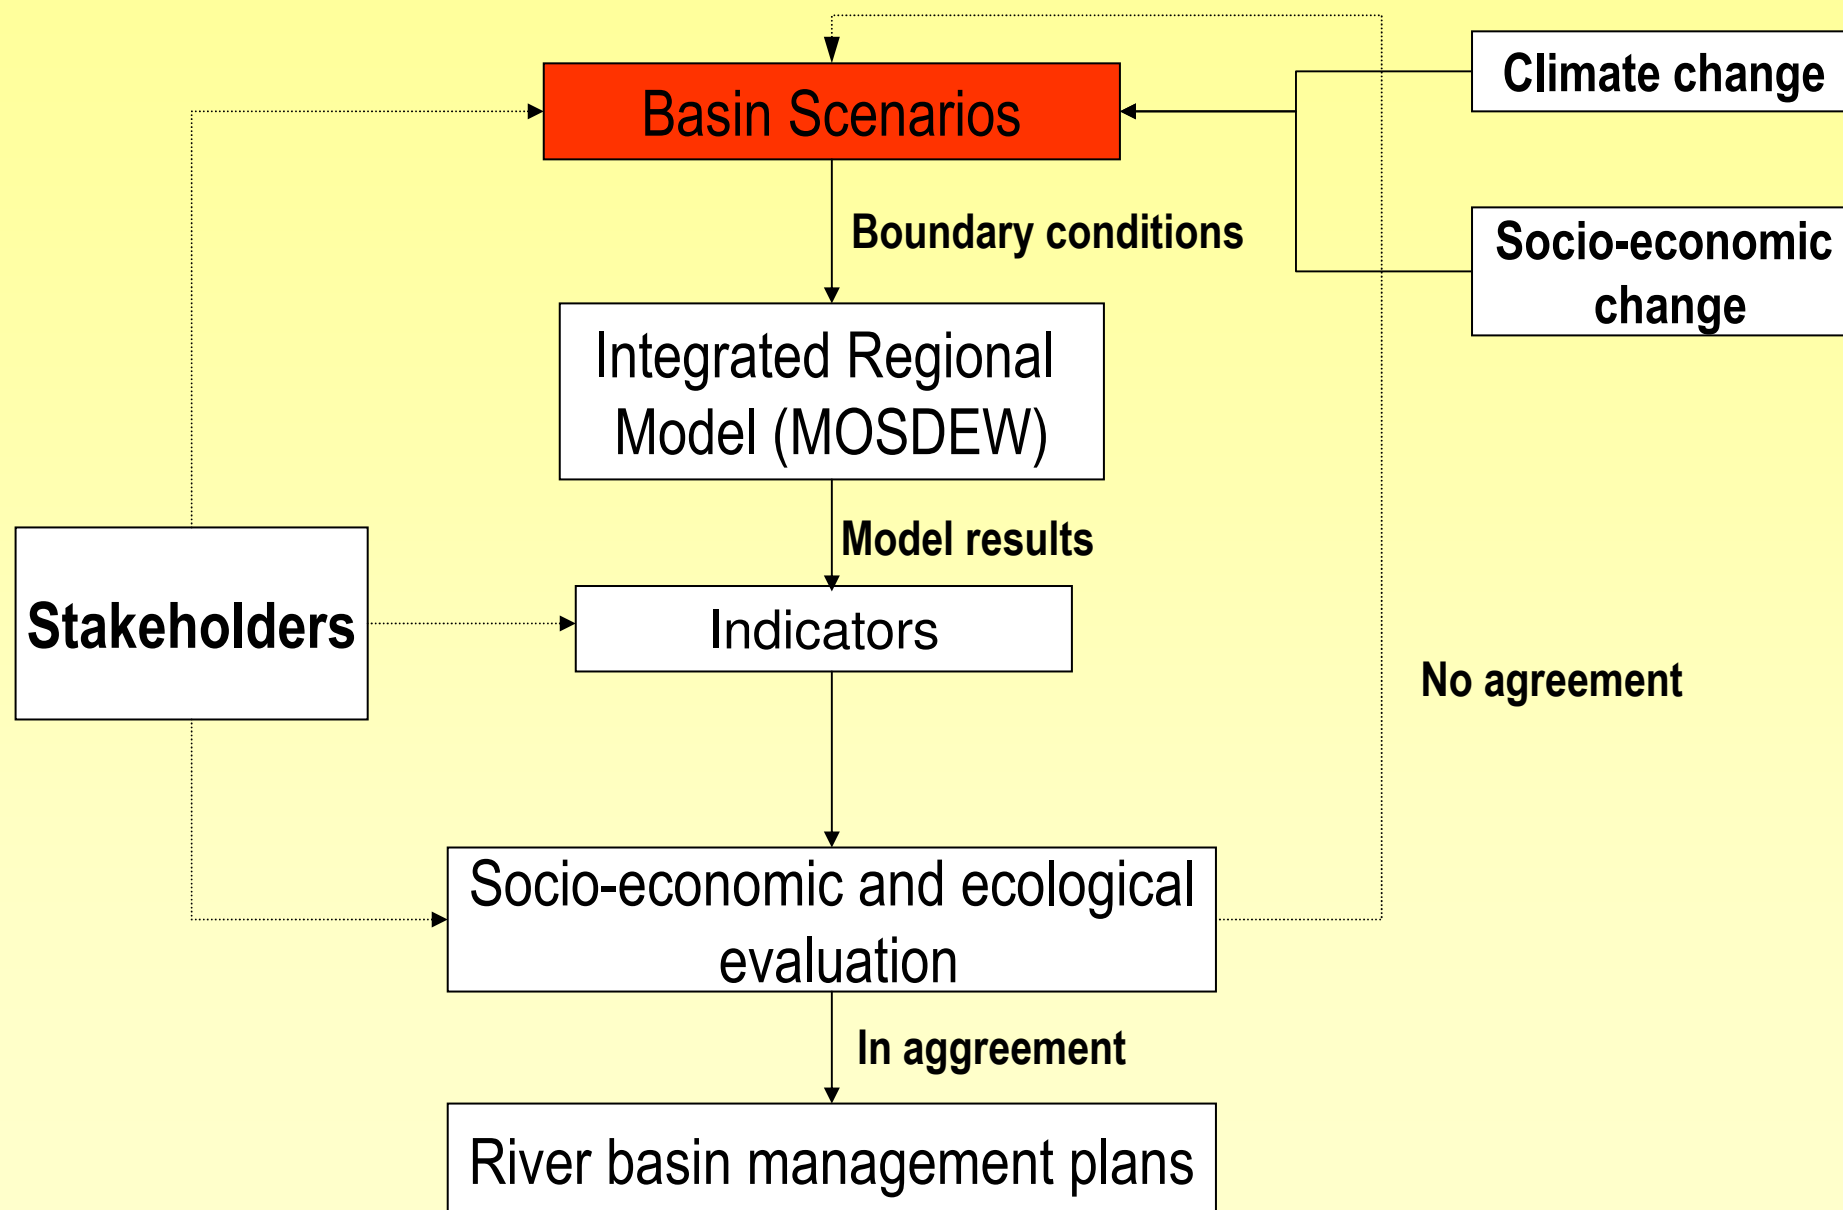 Climate change
Basin Scenarios
Boundary conditions
Socio-economic
change
Integrated Regional
Model (MOSDEW)
Model results
Stakeholders
Indicators
No agreement
Socio-economic and ecological
evaluation
In aggreement
River basin management plans